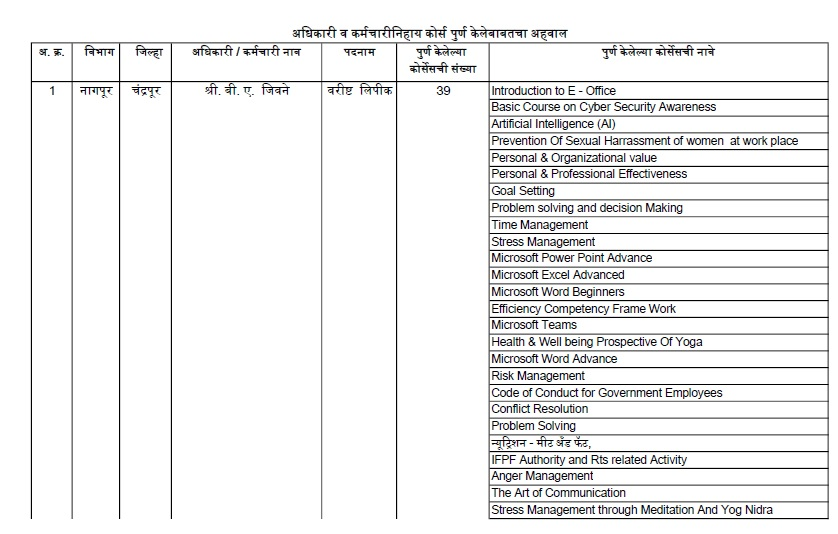 अधिकारी व कर्मचारीनिहाय कोर्स पुर्ण केलेबाबतचा अहवाल
अ. क्र. विभाग जिल्हा अधिकारी / कर्मचारी नाव पदनाम पुर्ण केलेल्या कोर्सेसची संख्या पुर्ण केलेल्या कोर्सेसची नावे
1 नागपूर चंद्रपूर श्री. बी. ए. जिवने वरीष्ट लिपीक 39 Introduction to E - Office
Basic Course on Cyber Security Awareness
Artificial Intelligence (AI)
Prevention Of Sexual Harrassment of women at work place
Personal & Organizational value
Personal & Professional Effectiveness
Goal Setting
Problem solving and decision Making
Time Management
Stress Management
Microsoft Power Point Advance
Microsoft Excel Advanced
Microsoft Word Beginners
Efficiency Competency Frame Work
Microsoft Teams
Health & Well being Prospective Of Yoga
Microsoft Word Advance
Risk Management
Code of Conduct for Government Employees
Conflict Resolution
Problem Solving
न्यूट्रिशन - मीट अँड फॅट,
IFPF Authority and Rts related Activity
Anger Management
The Art of Communication
Stress Management through Meditation And Yog Nidra